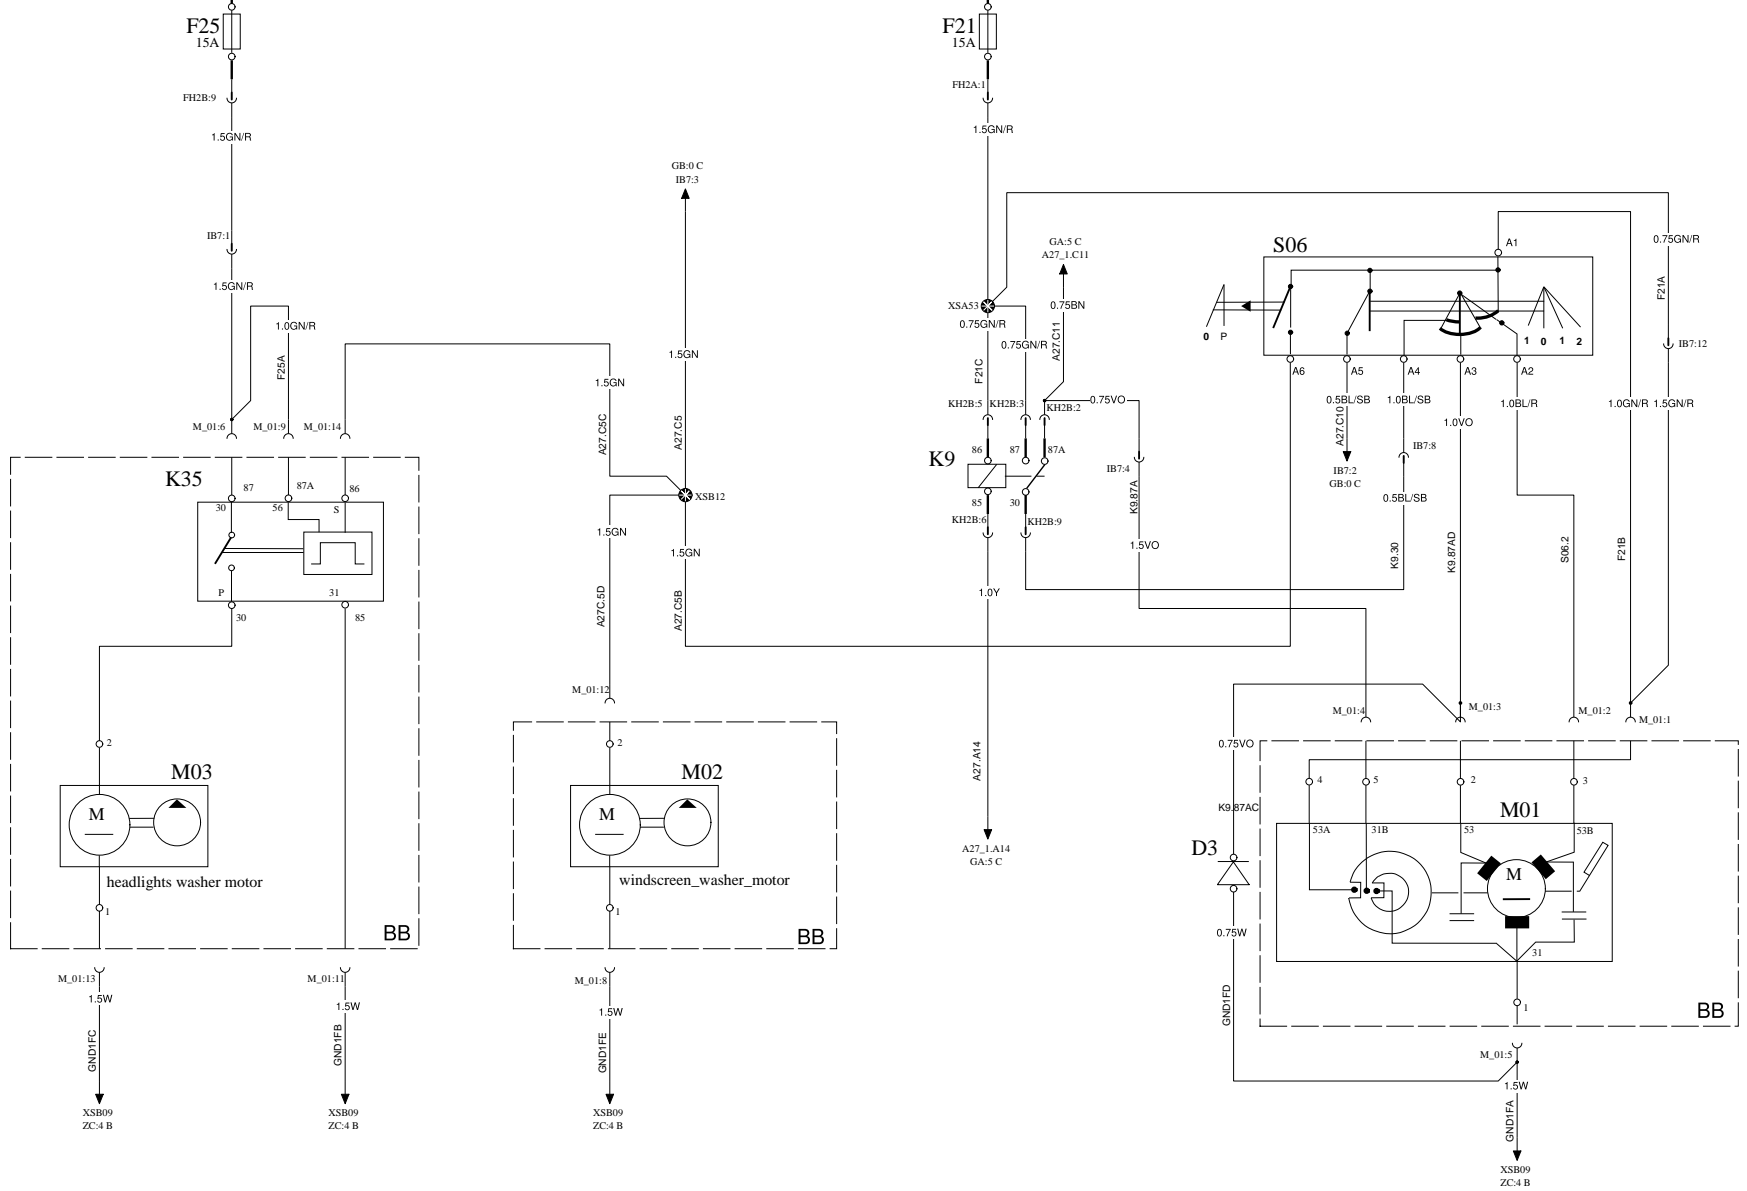 F25
15A
FH2B:9
1.5GN/R
IB7:1
1.5GN/R
1.0GN/R
F25A
M_01:6
M_01:9
M_01:14
K35
87
87A
86
30
56
S
P
31
30
85
2
M03
M
headlights washer motor
1
BB
M_01:13
1.5W
GND1FC
XSB09
ZC:4 B
M_01:11
1.5W
GND1FB
XSB09
ZC:4 B
GB:0 C
IB7:3
1.5GN
A27.C5
1.5GN
A27.C5C
XSB12
1.5GN
A27C.5D
1.5GN
A27.C5B
M_01:12
2
M02
M
windscreen_washer_motor
1
BB
M_01:8
1.5W
GND1FE
XSB09
ZC:4 B
F21
15A
FH2A:1
1.5GN/R
XSA53
0.75GN/R
F21C
0.75GN/R
GA:5 C
A27_1.C11
0.75BN
A27.C11
KH2B:5
KH2B:3
KH2B:2
0.75VO
K9
86
87
87A
85
30
KH2B:6
KH2B:9
1.0Y
A27.A14
A27_1.A14
GA:5 C
IB7:4
K9.87A
1.5VO
S06
A1
0 P
1 0 1 2
A6
A5
A4
A3
A2
0.5BL/SB
A27.C10
IB7:2
GB:0 C
1.0BL/SB
IB7:8
0.5BL/SB
K9.30
1.0VO
K9.87AD
1.0BL/R
S06.2
1.0GN/R
F21B
0.75GN/R
F21A
IB7:12
1.5GN/R
M_01:4
M_01:3
M_01:2
M_01:1
0.75VO
K9.87AC
D3
0.75W
GND1FD
4
5
2
3
M01
53A
31B
53
53B
M
31
1
BB
M_01:5
1.5W
GND1FA
XSB09
ZC:4 B